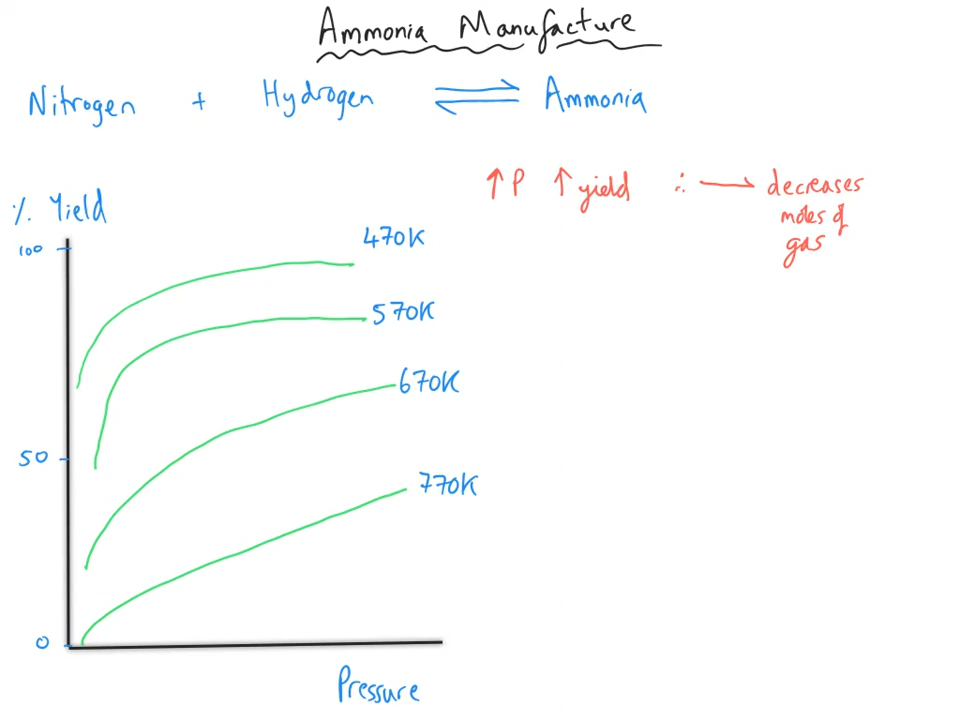 Ammonia Manufacture
Nitrogen + Hydrogen ⇌ Ammonia
↑P ↑yield ∴ → decreases
moles of
gas
% Yield
100
470K
570K
670K
50
770K
0
Pressure